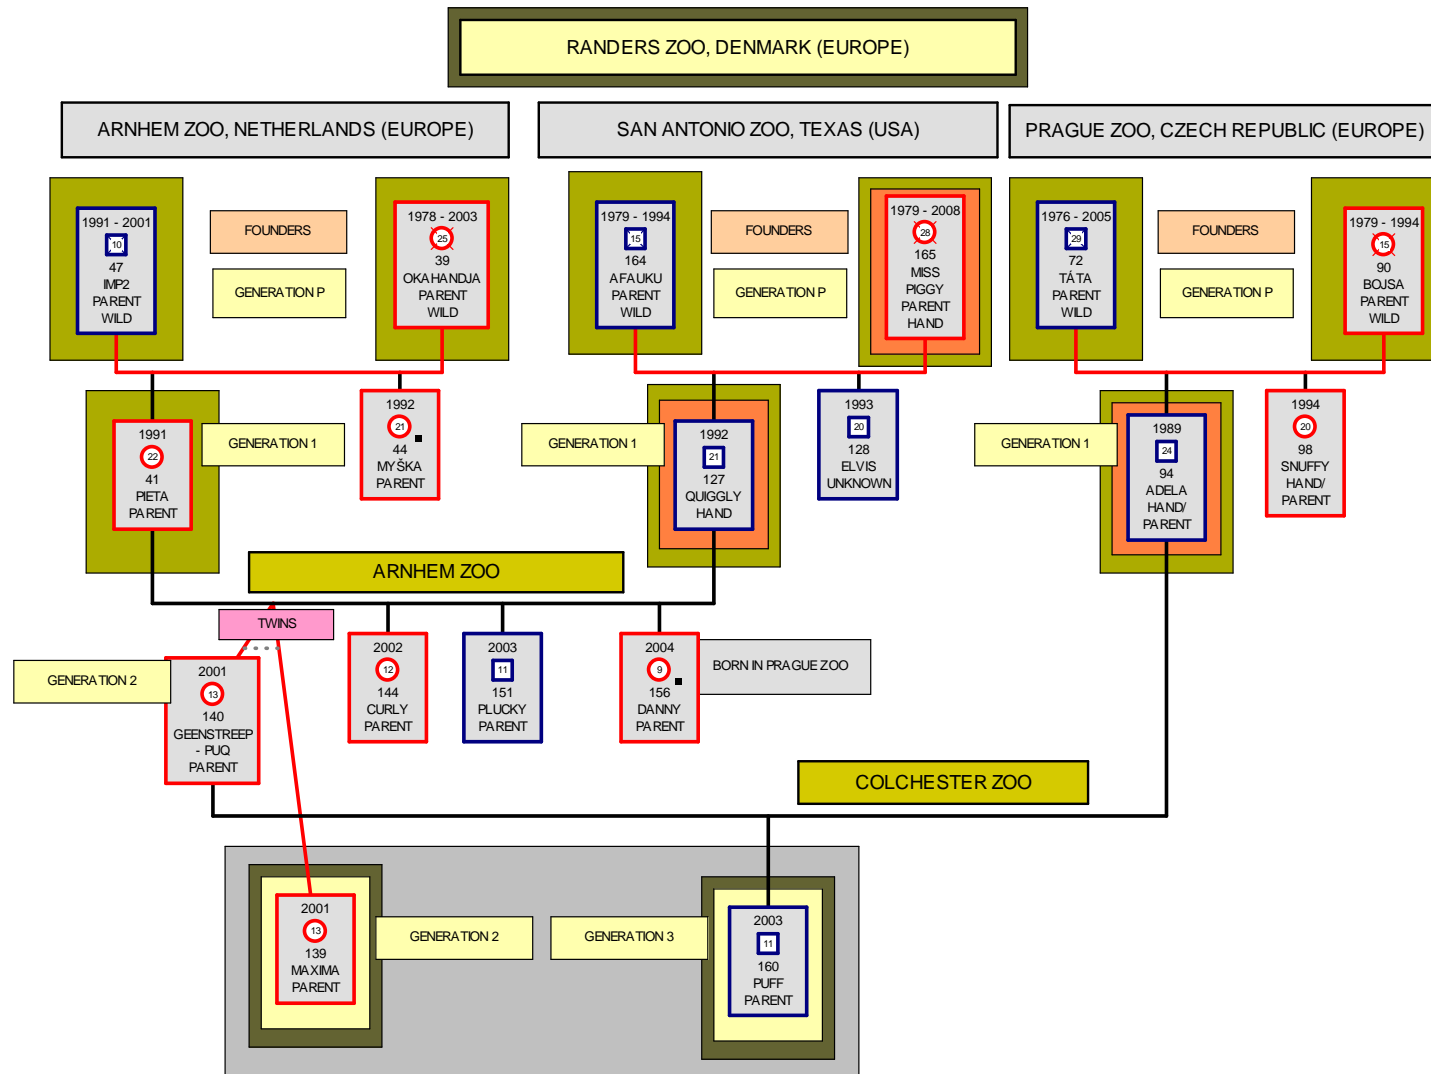 RANDERS ZOO, DENMARK (EUROPE)
ARNHEM ZOO, NETHERLANDS (EUROPE)
SAN ANTONIO ZOO, TEXAS (USA)
PRAGUE ZOO, CZECH REPUBLIC (EUROPE)
1991 - 2001
10
47
IMP2
PARENT
WILD
FOUNDERS
GENERATION P
1978 - 2003
25
39
OKAHANDJA
PARENT
WILD
1979 - 1994
15
164
AFAUKU
PARENT
WILD
FOUNDERS
GENERATION P
1979 - 2008
28
165
MISS
PIGGY
PARENT
HAND
1976 - 2005
29
72
TÁTA
PARENT
WILD
FOUNDERS
GENERATION P
1979 - 1994
15
90
BOJSA
PARENT
WILD
1991
22
41
PIETA
PARENT
GENERATION 1
1992
21
44
MYŠKA
PARENT
GENERATION 1
1992
21
127
QUIGGLY
HAND
1993
20
128
ELVIS
UNKNOWN
GENERATION 1
1989
24
94
ADELA
HAND/
PARENT
1994
20
98
SNUFFY
HAND/
PARENT
ARNHEM ZOO
TWINS
GENERATION 2
2001
13
140
GEENSTREEP
- PUQ
PARENT
2002
12
144
CURLY
PARENT
2003
11
151
PLUCKY
PARENT
2004
9
156
DANNY
PARENT
BORN IN PRAGUE ZOO
COLCHESTER ZOO
2001
13
139
MAXIMA
PARENT
GENERATION 2
GENERATION 3
2003
11
160
PUFF
PARENT